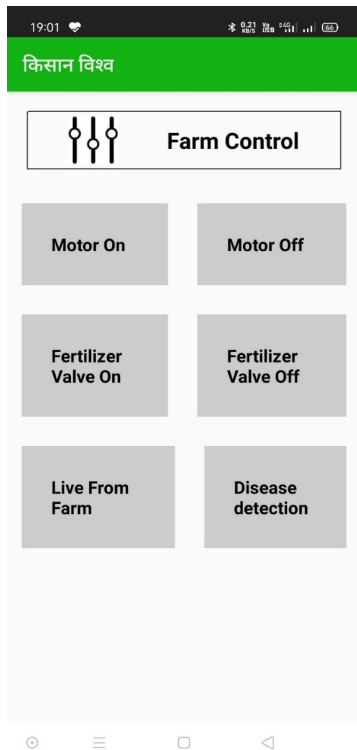 19:01 0.21 KB/S 4G 66
किसान विश्व
Farm Control
Motor On Motor Off
Fertilizer Fertilizer
Valve On Valve Off
Live From Disease
Farm detection